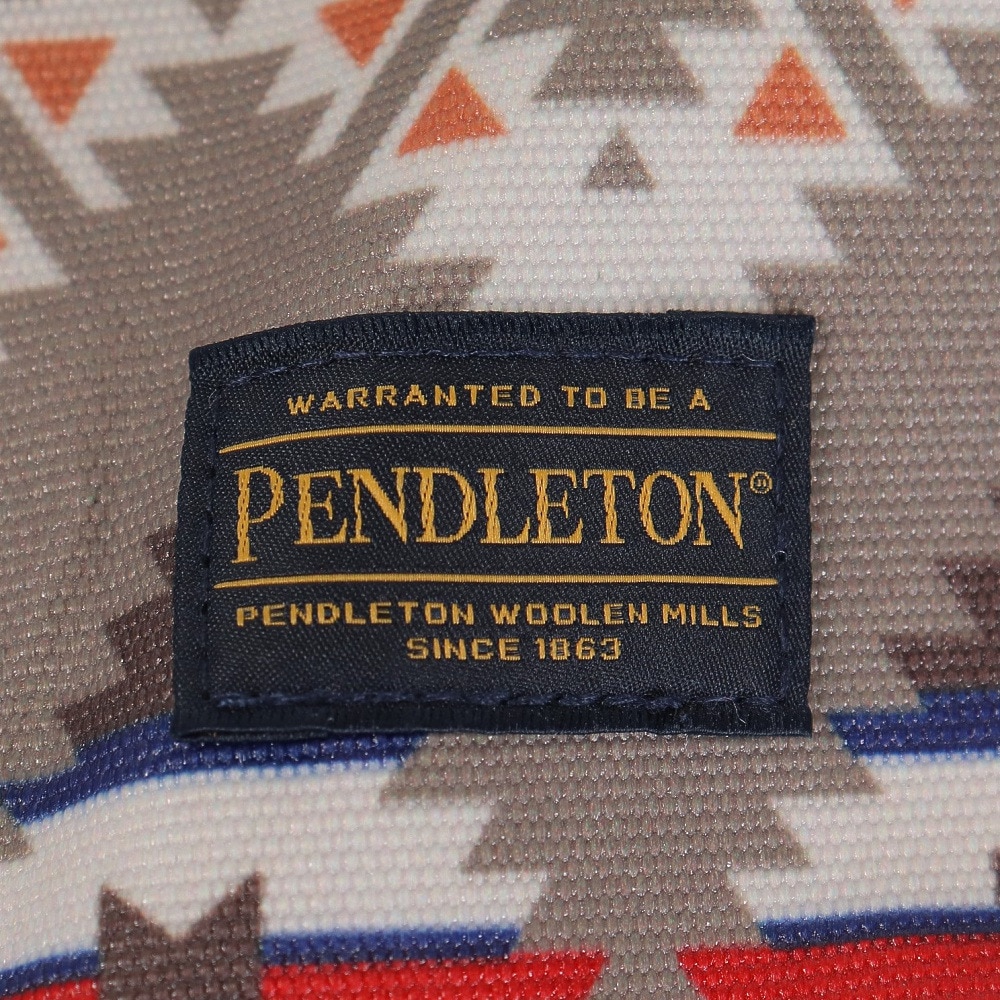 WARRANTED TO BE A
PENDLETON®
PENDLETON WOOLEN MILLS
SINCE 1863